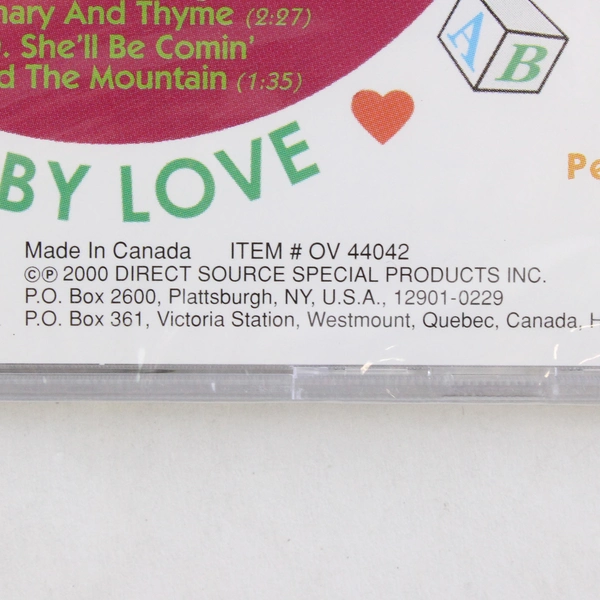 mary And Thyme (2:27)
. She'll Be Comin'
d The Mountain (1:35)
A B
BY LOVE
Pe
Made In Canada ITEM # OV 44042
©℗ 2000 DIRECT SOURCE SPECIAL PRODUCTS INC.
P.O. Box 2600, Plattsburgh, NY, U.S.A., 12901-0229
P.O. Box 361, Victoria Station, Westmount, Quebec, Canada, H